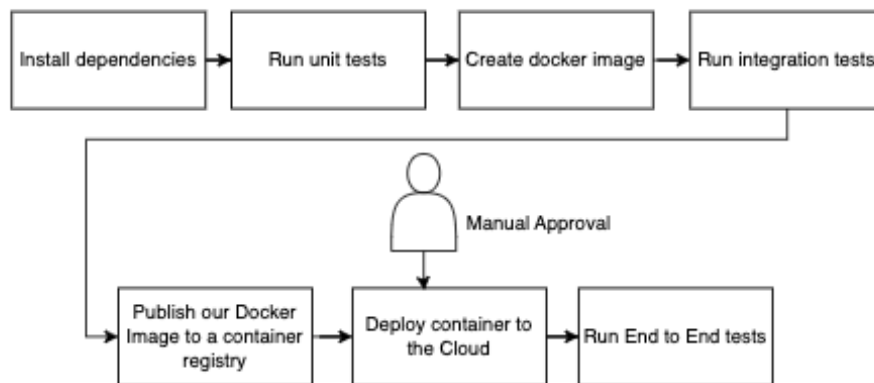 Install dependencies
Run unit tests
Create docker image
Run integration tests
Manual Approval
Publish our Docker
Image to a container
registry
Deploy container to
the Cloud
Run End to End tests